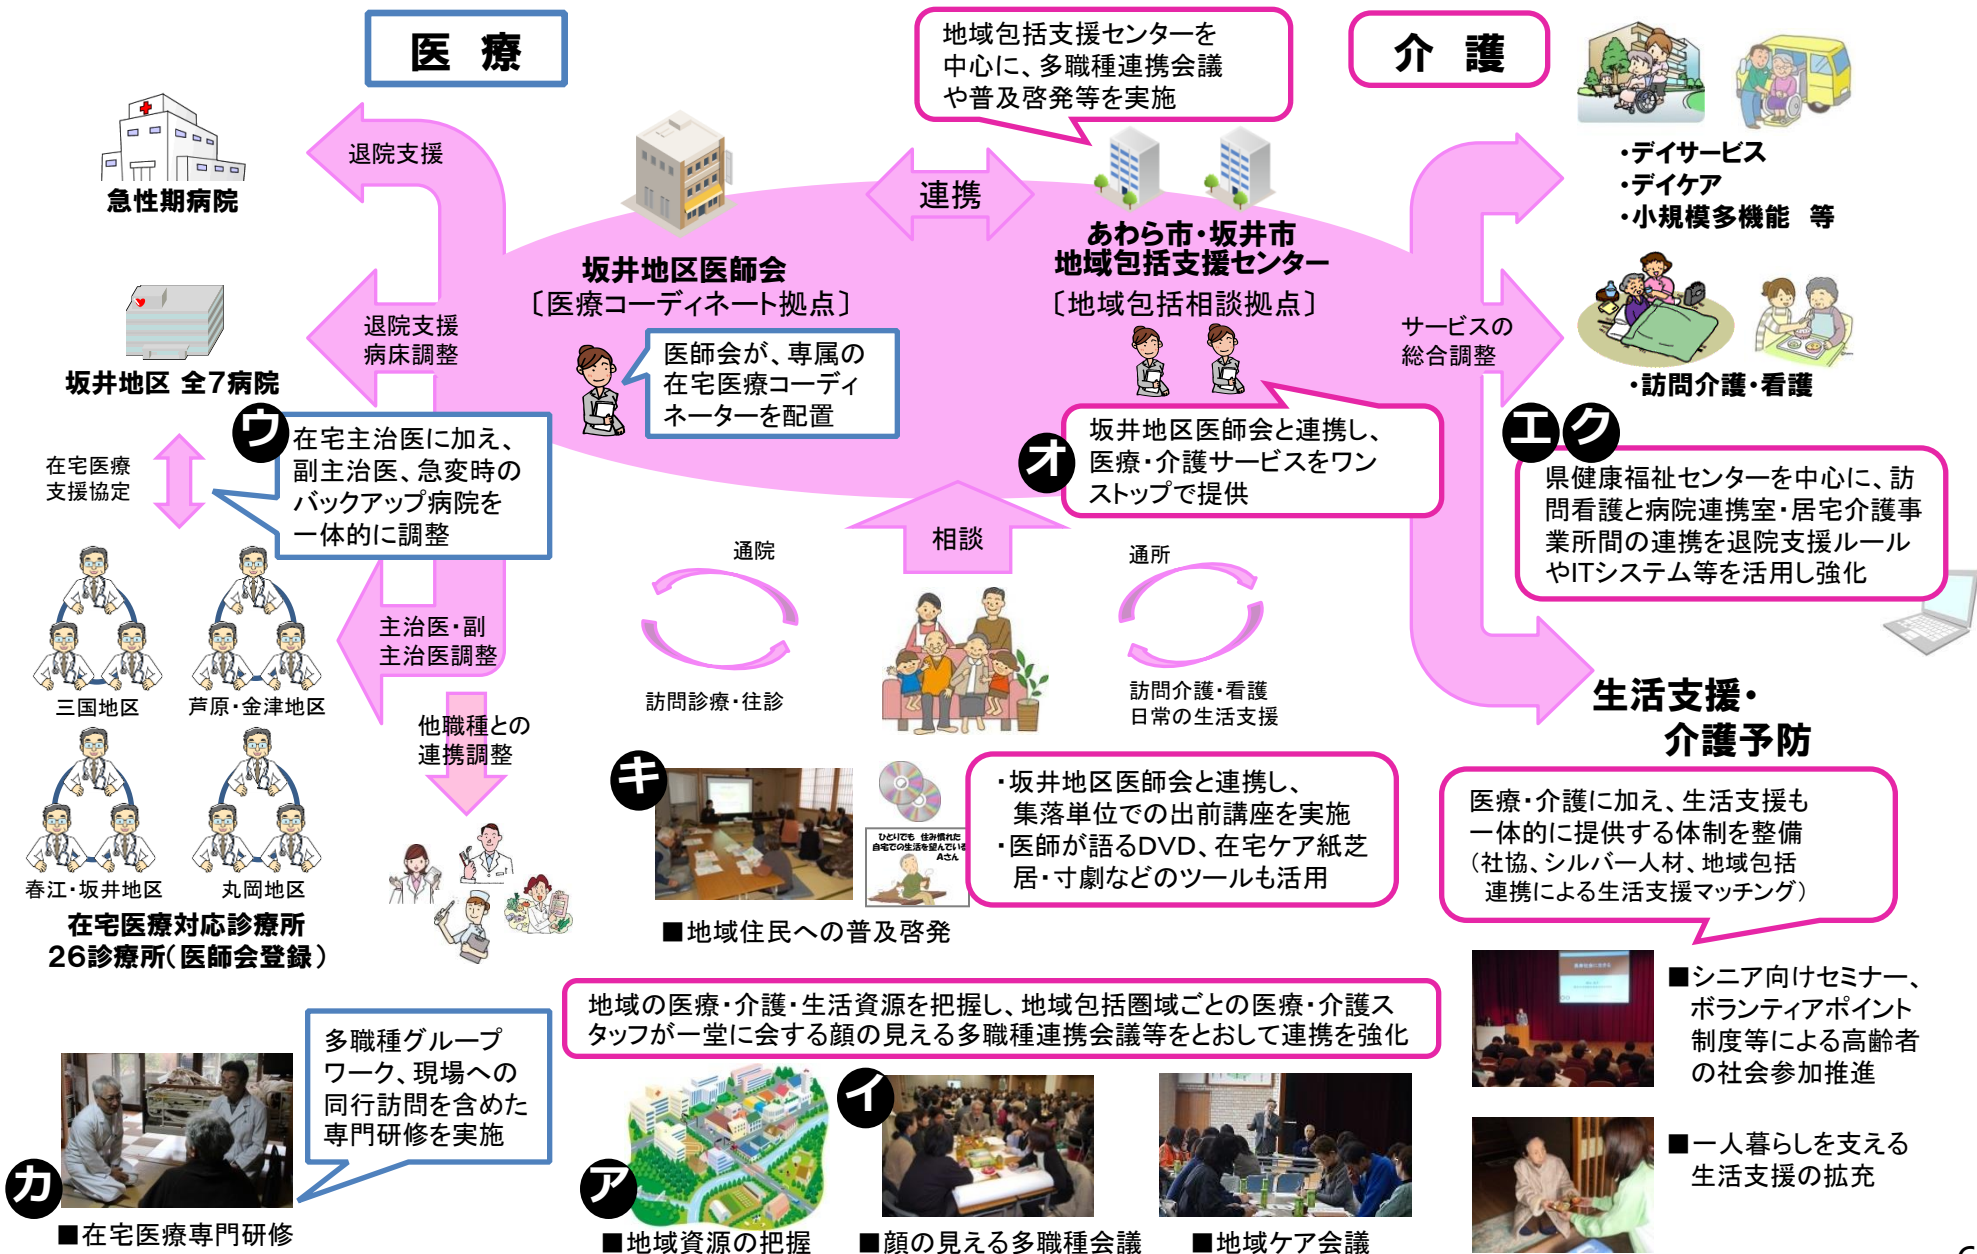 医 療
地域包括支援センターを
中心に、多職種連携会議
や普及啓発等を実施
介 護
急性期病院
退院支援
連携
・デイサービス
・デイケア
・小規模多機能 等
坂井地区医師会
〔医療コーディネート拠点〕
あわら市・坂井市
地域包括支援センター
〔地域包括相談拠点〕
坂井地区 全7病院
退院支援
病床調整
医師会が、専属の
在宅医療コーディ
ネーターを配置
サービスの
総合調整
・訪問介護・看護
ウ
在宅主治医に加え、
副主治医、急変時の
バックアップ病院を
一体的に調整
在宅医療
支援協定
オ
坂井地区医師会と連携し、
医療・介護サービスをワン
ストップで提供
エ
ク
県健康福祉センターを中心に、訪
問看護と病院連携室・居宅介護事
業所間の連携を退院支援ルール
やITシステム等を活用し強化
相談
通院
訪問診療・往診
通所
訪問介護・看護
日常の生活支援
主治医・副
主治医調整
三国地区
芦原・金津地区
春江・坂井地区
丸岡地区
在宅医療対応診療所
26診療所(医師会登録)
他職種との
連携調整
生活支援・
介護予防
医療・介護に加え、生活支援も
一体的に提供する体制を整備
(社協、シルバー人材、地域包括
連携による生活支援マッチング)
キ
ひとりでも 住み慣れた
自宅での生活を望んでいる
Aさん
・坂井地区医師会と連携し、
集落単位での出前講座を実施
・医師が語るDVD、在宅ケア紙芝
居・寸劇などのツールも活用
■地域住民への普及啓発
■シニア向けセミナー、
ボランティアポイント
制度等による高齢者
の社会参加推進
■一人暮らしを支える
生活支援の拡充
地域の医療・介護・生活資源を把握し、地域包括圏域ごとの医療・介護ス
タッフが一堂に会する顔の見える多職種連携会議等をとおして連携を強化
カ
多職種グループ
ワーク、現場への
同行訪問を含めた
専門研修を実施
■在宅医療専門研修
ア
■地域資源の把握
イ
■顔の見える多職種会議
■地域ケア会議